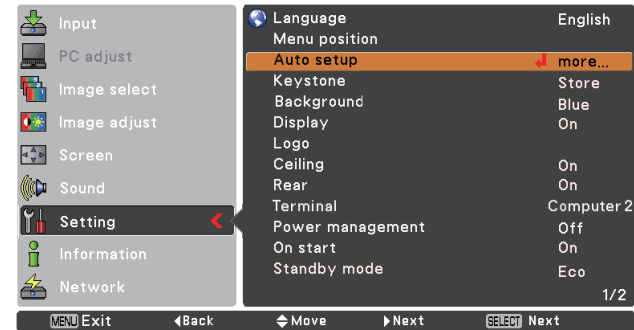 Input
PC adjust
Image select
Image adjust
Screen
Sound
Setting
Information
Network
Language English
Menu position
Auto setup more...
Keystone Store
Background Blue
Display On
Logo
Ceiling On
Rear On
Terminal Computer 2
Power management Off
On start On
Standby mode Eco
1/2
MENU Exit Back Move Next SELECT Next